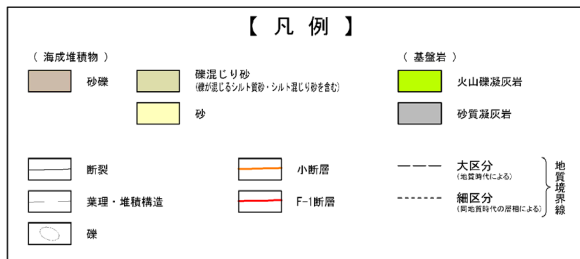 【 凡 例 】
( 海成堆積物 )
砂礫
礫混じり砂
(礫が混じるシルト質砂・シルト混じり砂を含む)
砂
( 基盤岩 )
火山礫凝灰岩
砂質凝灰岩
断裂
葉理・堆積構造
礫
小断層
F-1断層
大区分
(地質時代による)
細区分
(同地質時代の層相による)
地質境界線